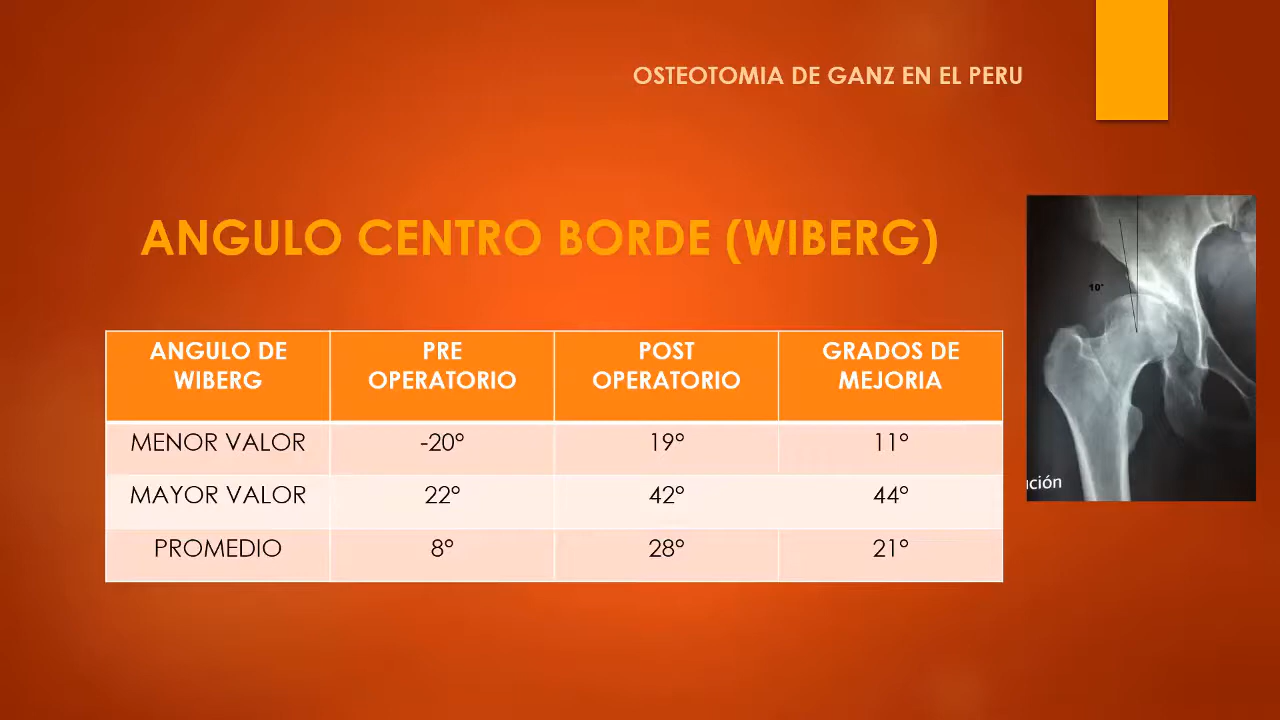 OSTEOTOMIA DE GANZ EN EL PERU
ANGULO CENTRO BORDE (WIBERG)
ANGULO DE WIBERG PRE OPERATORIO POST OPERATORIO GRADOS DE MEJORIA
MENOR VALOR -20° 19° 11°
MAYOR VALOR 22° 42° 44°
PROMEDIO 8° 28° 21°
10°
ución